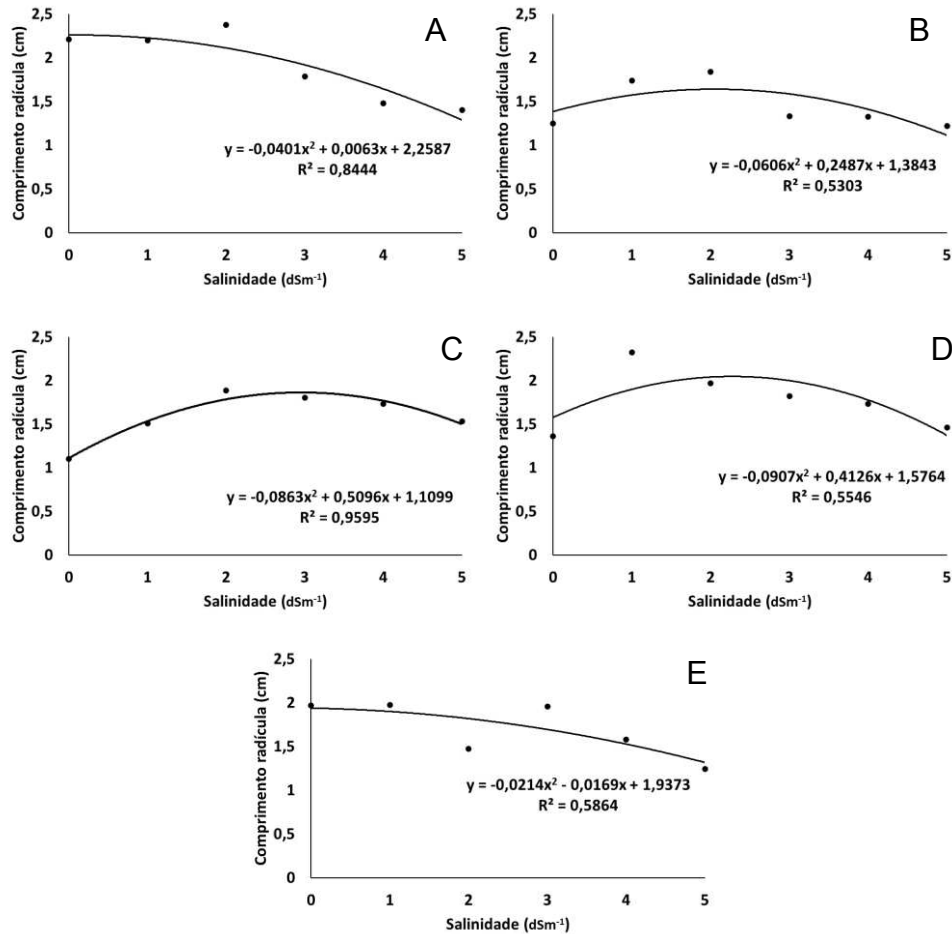 A
Comprimento radícula (cm)
2,5
2
1,5
1
0,5
0
y = -0,0401x² + 0,0063x + 2,2587
R² = 0,8444
0 1 2 3 4 5
Salinidade (dSm⁻¹)
B
Comprimento radícula (cm)
2,5
2
1,5
1
0,5
0
y = -0,0606x² + 0,2487x + 1,3843
R² = 0,5303
0 1 2 3 4 5
Salinidade (dSm⁻¹)
C
Comprimento radícula (cm)
2,5
2
1,5
1
0,5
0
y = -0,0863x² + 0,5096x + 1,1099
R² = 0,9595
0 1 2 3 4 5
Salinidade (dSm⁻¹)
D
Comprimento radícula (cm)
2,5
2
1,5
1
0,5
0
y = -0,0907x² + 0,4126x + 1,5764
R² = 0,5546
0 1 2 3 4 5
Salinidade (dSm⁻¹)
E
Comprimento radícula (cm)
2,5
2
1,5
1
0,5
0
y = -0,0214x² - 0,0169x + 1,9373
R² = 0,5864
0 1 2 3 4 5
Salinidade (dSm⁻¹)